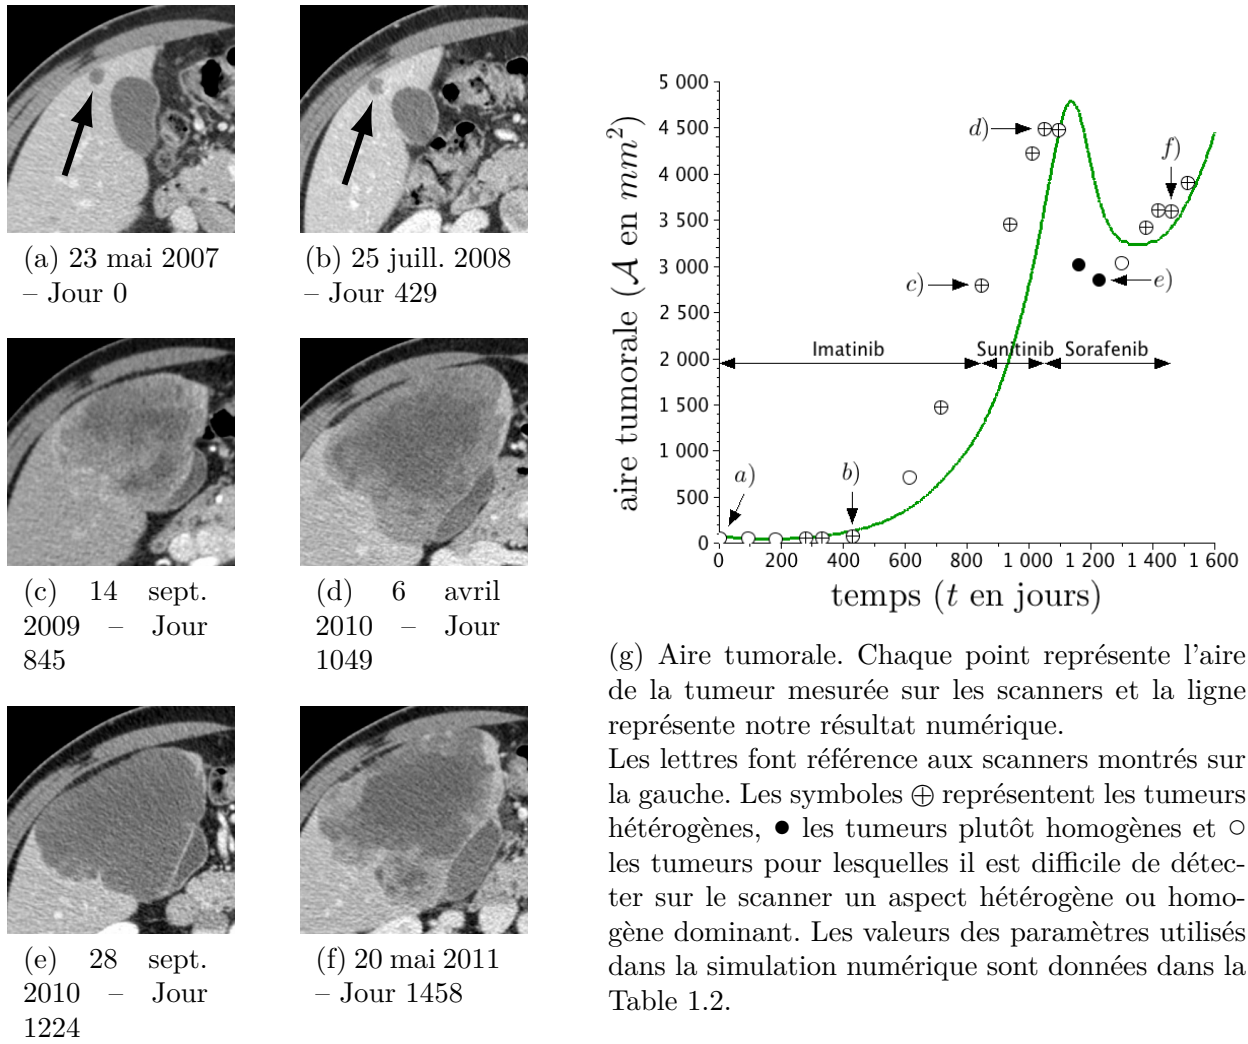 (a) 23 mai 2007
– Jour 0
(b) 25 juill. 2008
– Jour 429
(c) 14 sept.
2009 – Jour
845
(d) 6 avril
2010 – Jour
1049
(e) 28 sept.
2010 – Jour
1224
(f) 20 mai 2011
– Jour 1458
aire tumorale (𝒜 en mm²)
5 000
4 500
4 000
3 500
3 000
2 500
2 000
1 500
1 000
500
0
d)
f)
c)
e)
Imatinib Sunitinib Sorafenib
a)
b)
0 200 400 600 800 1 000 1 200 1 400 1 600
temps (t en jours)
(g) Aire tumorale. Chaque point représente l'aire
de la tumeur mesurée sur les scanners et la ligne
représente notre résultat numérique.
Les lettres font référence aux scanners montrés sur
la gauche. Les symboles ⊕ représentent les tumeurs
hétérogènes, ● les tumeurs plutôt homogènes et ○
les tumeurs pour lesquelles il est difficile de détec-
ter sur le scanner un aspect hétérogène ou homo-
gène dominant. Les valeurs des paramètres utilisés
dans la simulation numérique sont données dans la
Table 1.2.